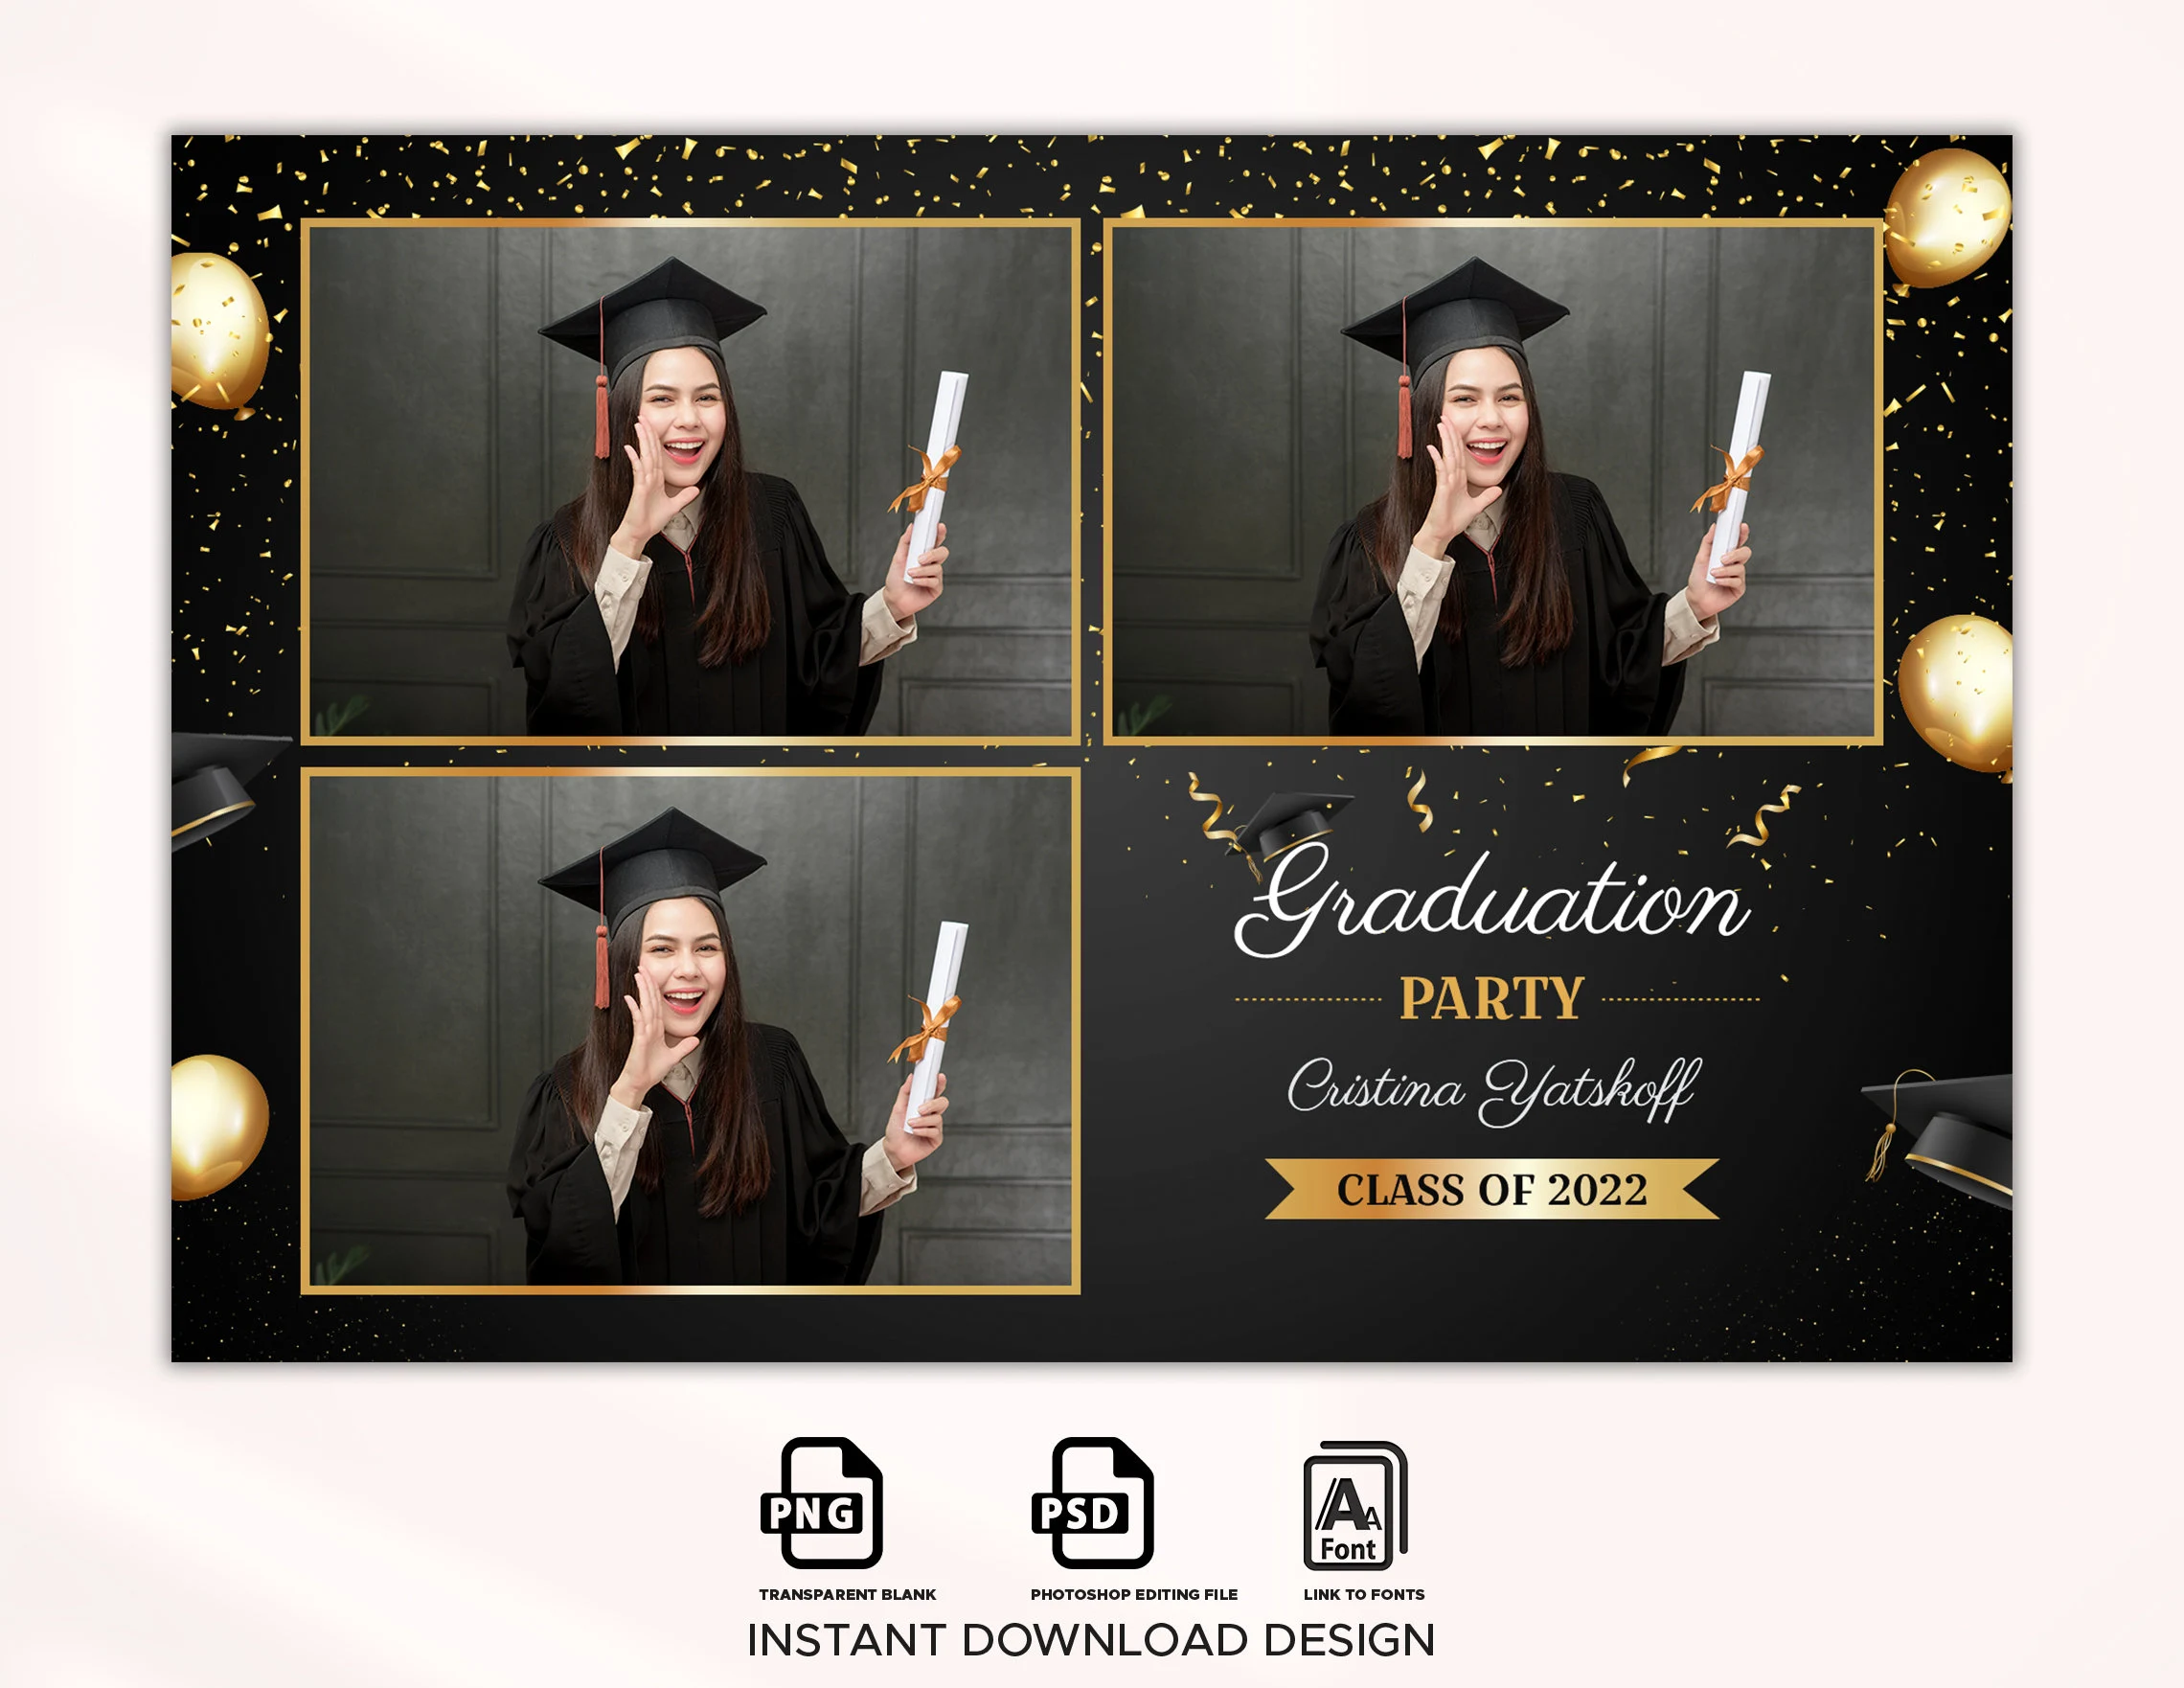 Graduation
PARTY
Cristina Yatskoff
CLASS OF 2022
PNG
PSD
A A
Font
TRANSPARENT BLANK
PHOTOSHOP EDITING FILE
LINK TO FONTS
INSTANT DOWNLOAD DESIGN